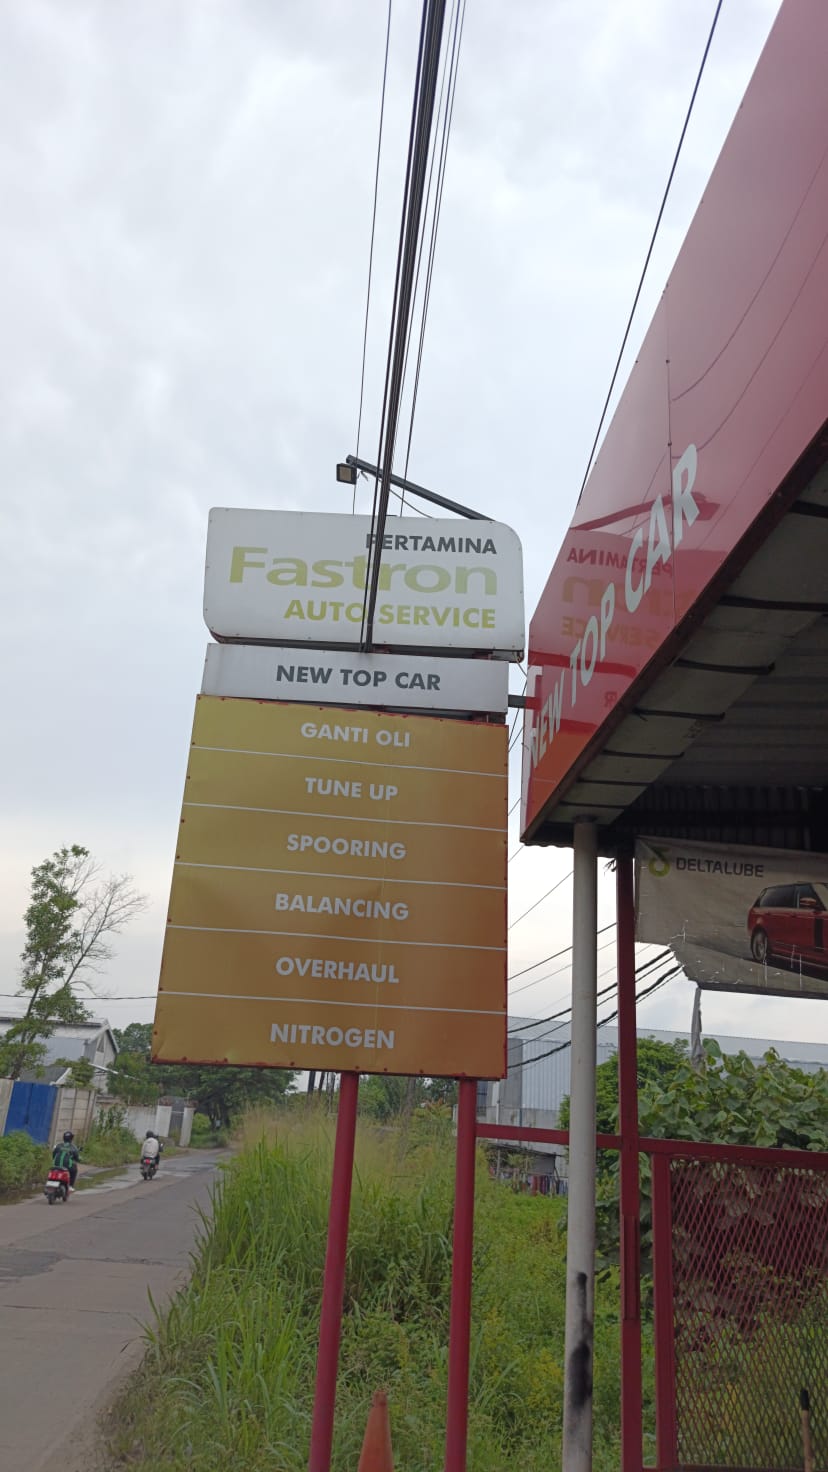 PERTAMINA
Fastron
AUTO SERVICE
NEW TOP CAR
GANTI OLI
TUNE UP
SPOORING
BALANCING
OVERHAUL
NITROGEN
NEW TOP CAR
DELTALUBE